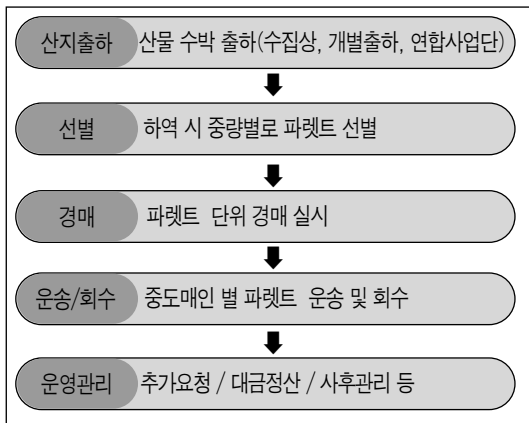 산지출하 산물 수박 출하(수집상, 개별출하, 연합사업단)
선별 하역 시 중량별로 파렛트 선별
경매 파렛트 단위 경매 실시
운송/회수 중도매인 별 파렛트 운송 및 회수
운영관리 추가요청 / 대금정산 / 사후관리 등